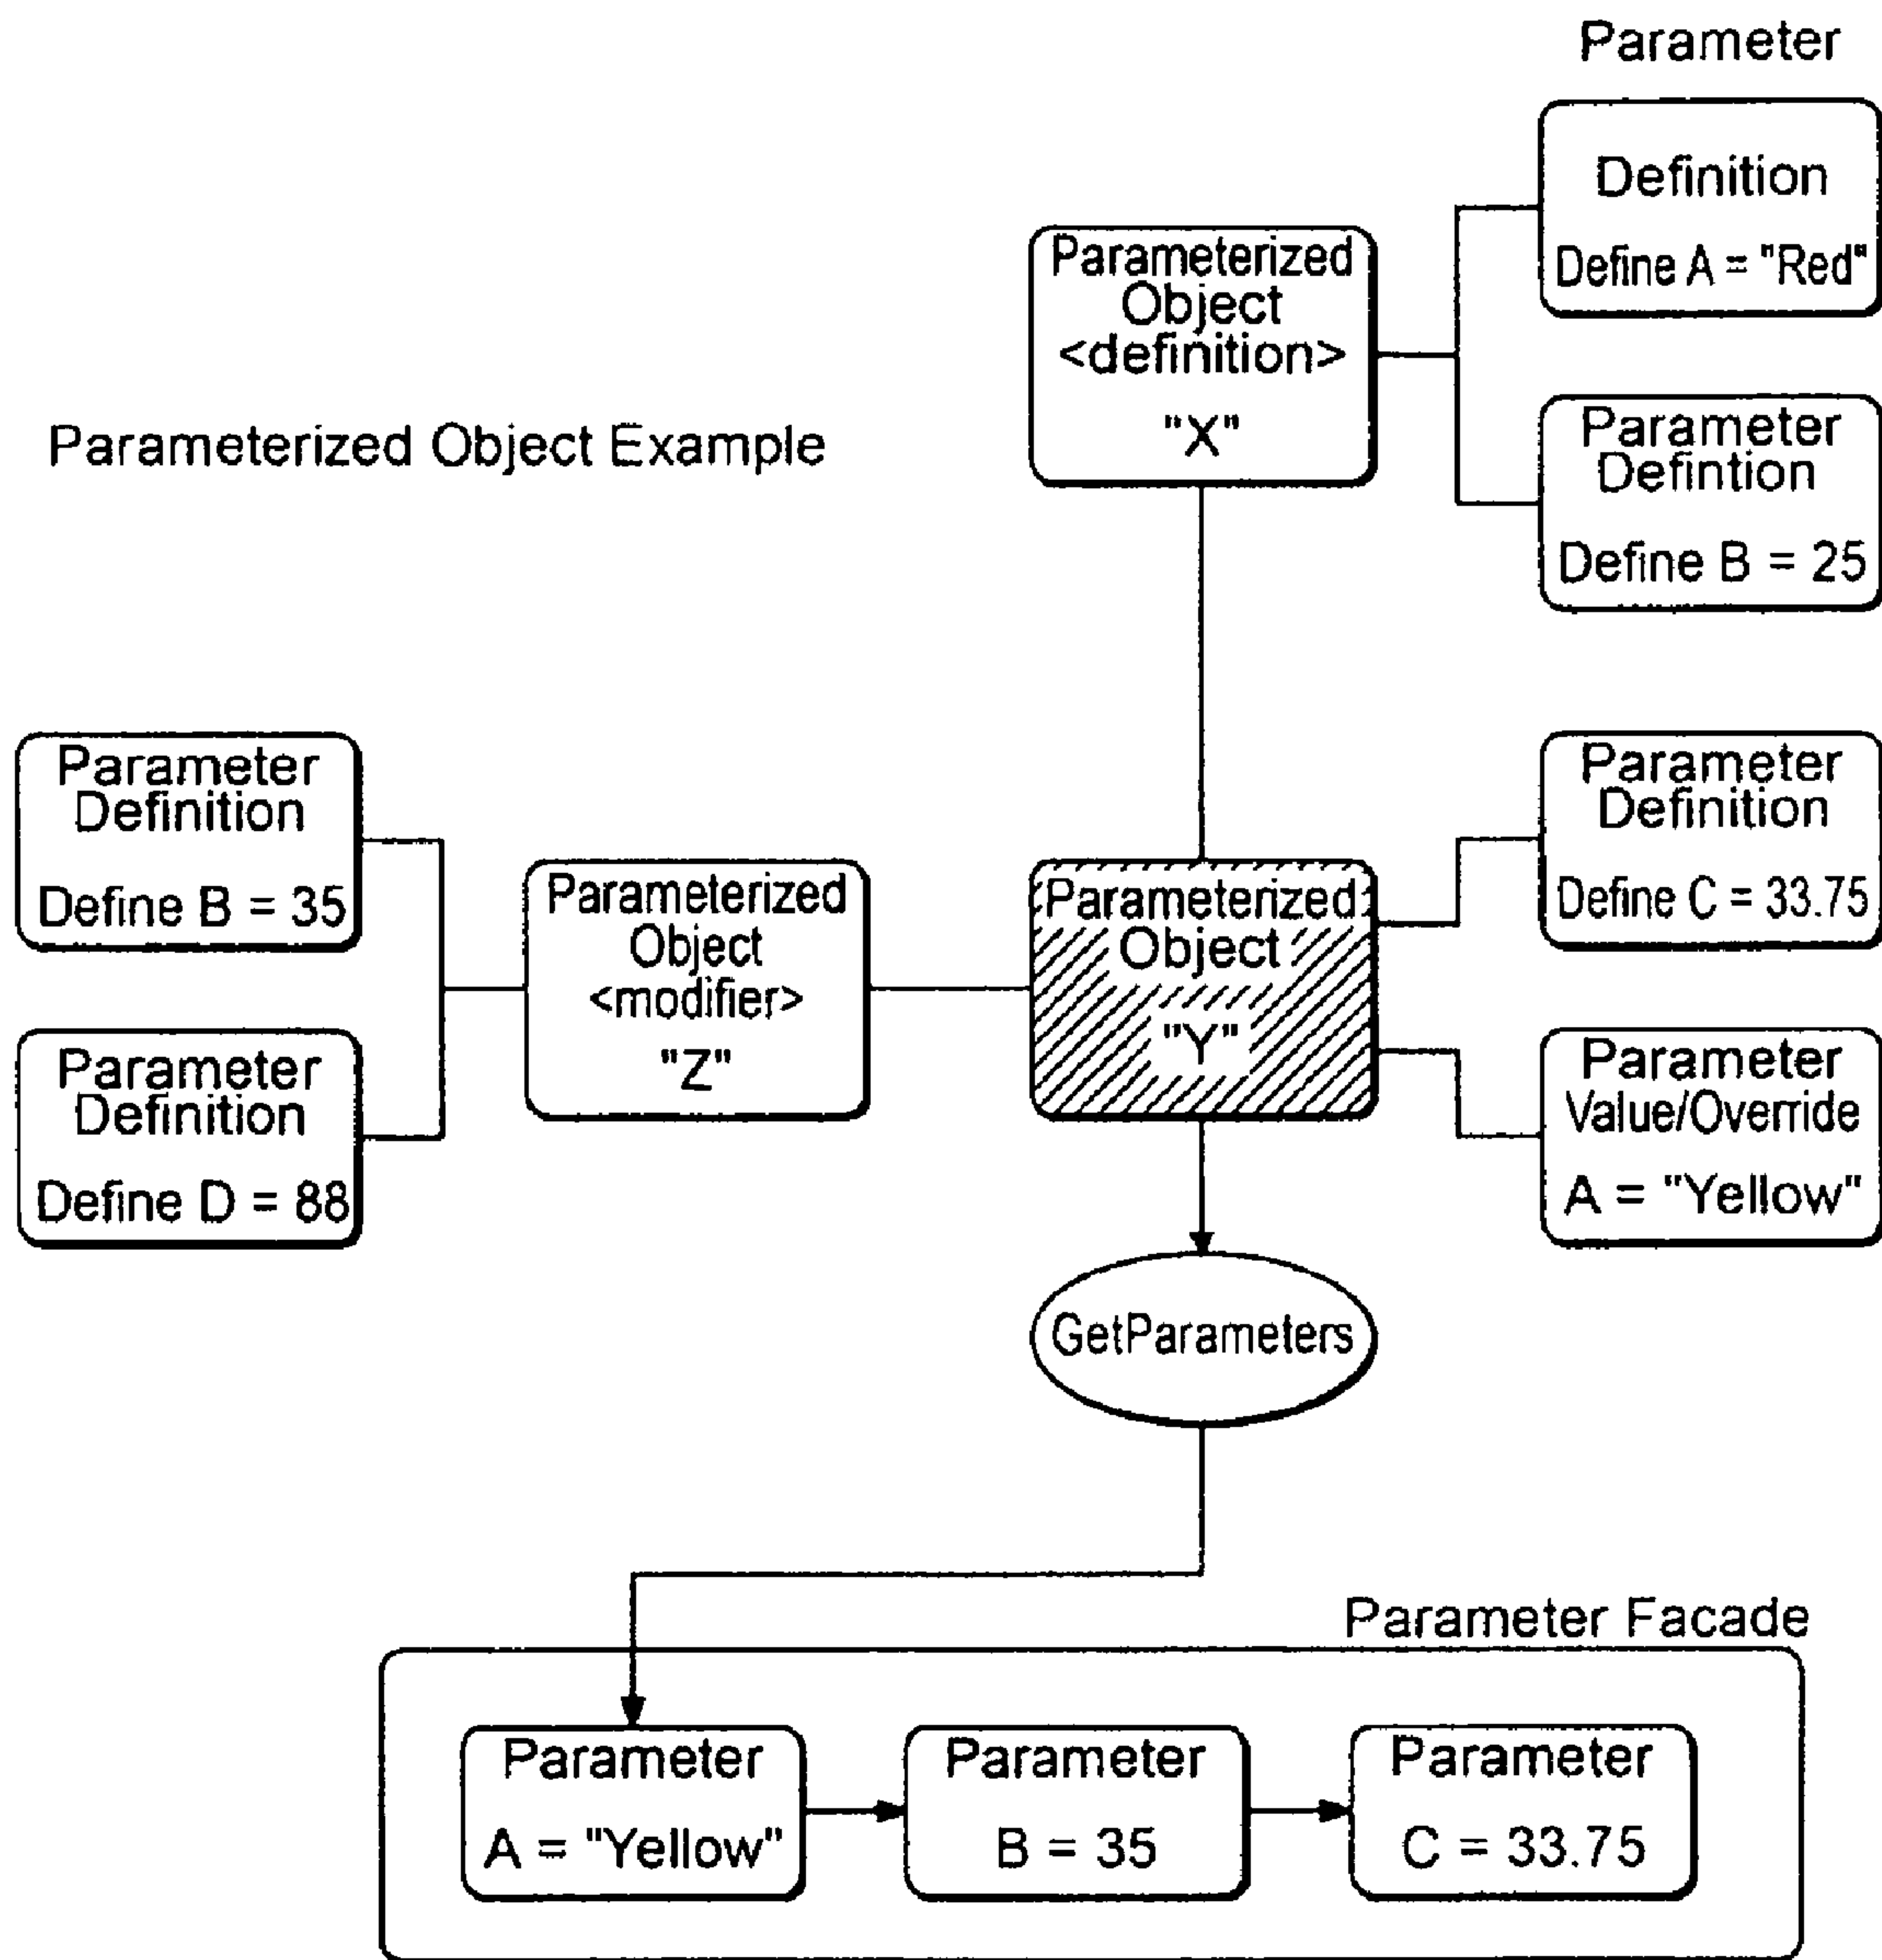 Parameter
Definition
Define A = "Red"
Parameterized
Object
<definition>
"X"
Parameter
Defintion
Define B = 25
Parameterized Object Example
Parameter
Definition
Define B = 35
Parameter
Definition
Define D = 88
Parameterized
Object
<modifier>
"Z"
Parameterized
Object
"Y"
Parameter
Definition
Define C = 33.75
Parameter
Value/Override
A = "Yellow"
GetParameters
Parameter Facade
Parameter
A = "Yellow"
Parameter
B = 35
Parameter
C = 33.75